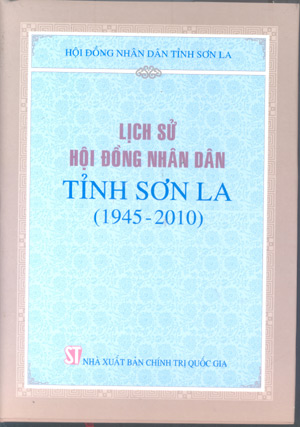 HỘI ĐỒNG NHÂN DÂN TỈNH SƠN LA
LỊCH SỬ
HỘI ĐỒNG NHÂN DÂN
TỈNH SƠN LA
(1945-2010)
ST NHÀ XUẤT BẢN CHÍNH TRỊ QUỐC GIA